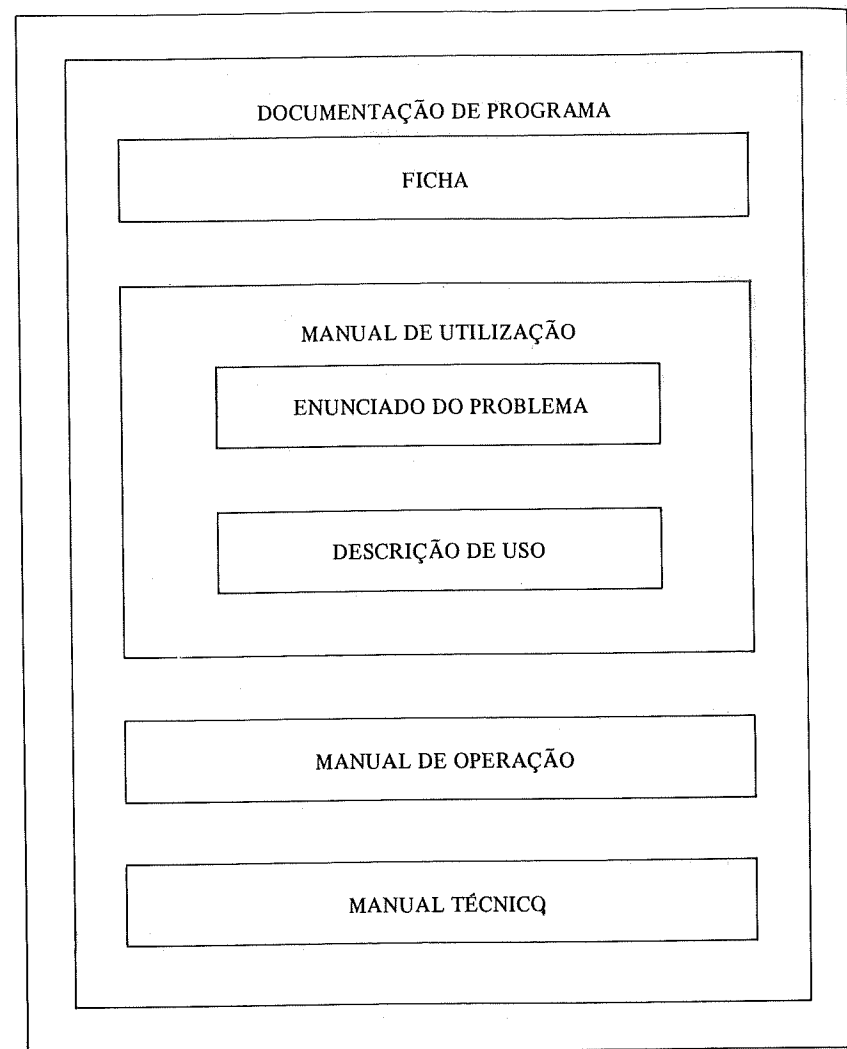 DOCUMENTAÇÃO DE PROGRAMA
FICHA
MANUAL DE UTILIZAÇÃO
ENUNCIADO DO PROBLEMA
DESCRIÇÃO DE USO
MANUAL DE OPERAÇÃO
MANUAL TÉCNICO